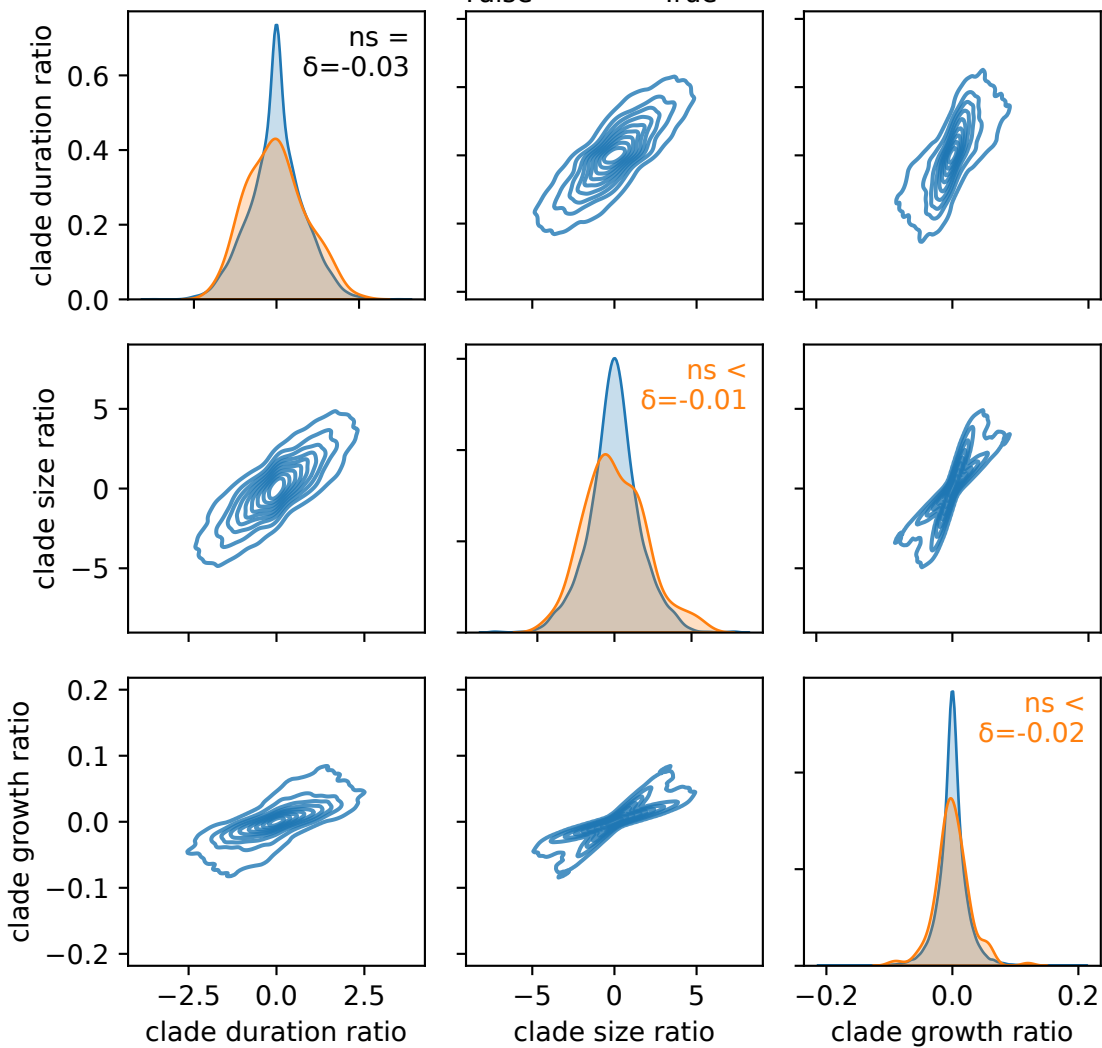 clade duration ratio
0.6
0.4
0.2
0.0
ns =
δ=-0.03
clade size ratio
5
0
−5
ns <
δ=-0.01
clade growth ratio
0.2
0.1
0.0
−0.1
−0.2
ns <
δ=-0.02
−2.5
0.0
2.5
−5
0
5
−0.2
0.0
0.2
clade duration ratio
clade size ratio
clade growth ratio